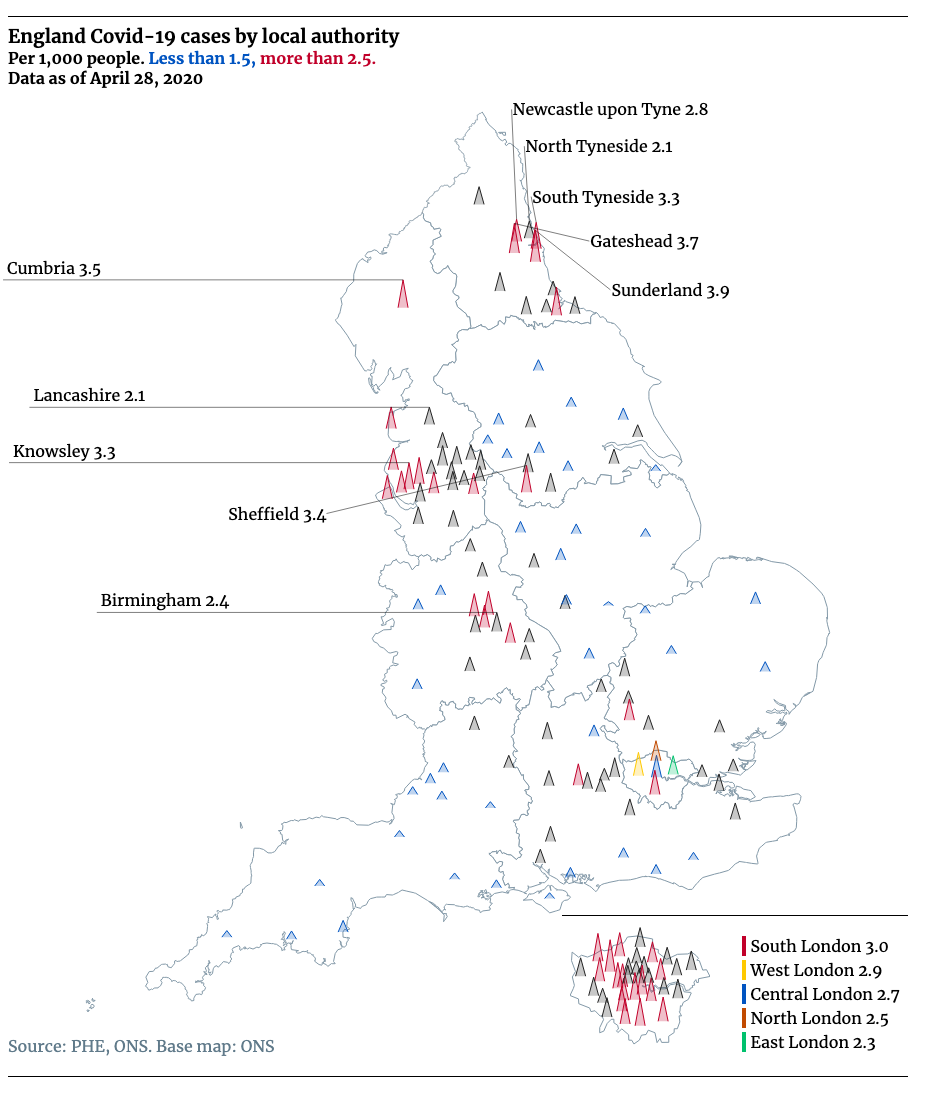 England Covid-19 cases by local authority
Per 1,000 people. Less than 1.5, more than 2.5.
Data as of April 28, 2020
Newcastle upon Tyne 2.8
North Tyneside 2.1
South Tyneside 3.3
Gateshead 3.7
Cumbria 3.5
Sunderland 3.9
Lancashire 2.1
Knowsley 3.3
Sheffield 3.4
Birmingham 2.4
South London 3.0
West London 2.9
Central London 2.7
North London 2.5
East London 2.3
Source: PHE, ONS. Base map: ONS